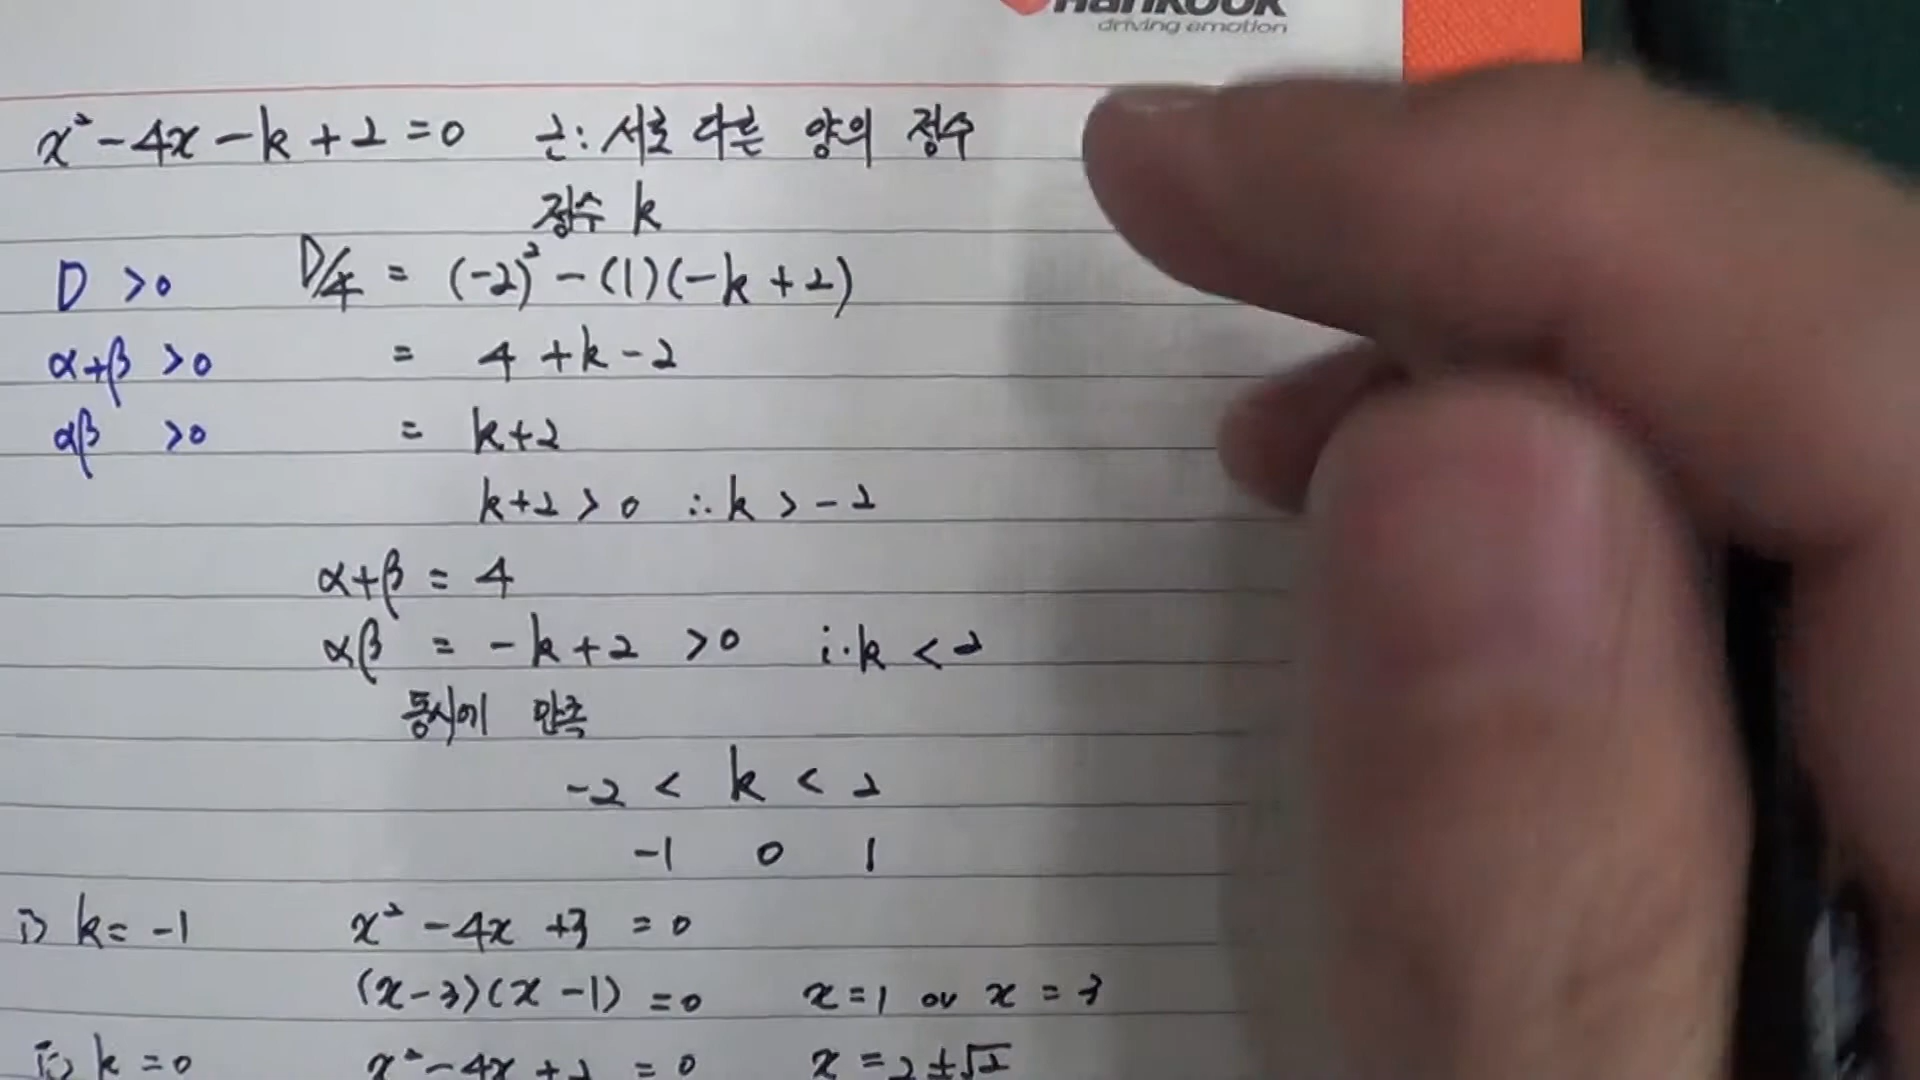 Hankook
driving emotion
x² - 4x - k + 2 = 0 근: 서로 다른 양의 정수
정수 k
D > 0 D/4 = (-2)² - (1)(-k + 2)
α+β > 0 = 4 + k - 2
αβ > 0 = k+2
k+2 > 0 ∴ k > -2
α+β = 4
αβ = -k + 2 > 0 ∴ k < 2
동시에 만족
-2 < k < 2
-1 0 1
i) k = -1 x² - 4x + 3 = 0
(x-3)(x-1) = 0 x = 1 or x = 3
ii) k = 0 x² - 4x + 2 = 0 x = 2 ± √2